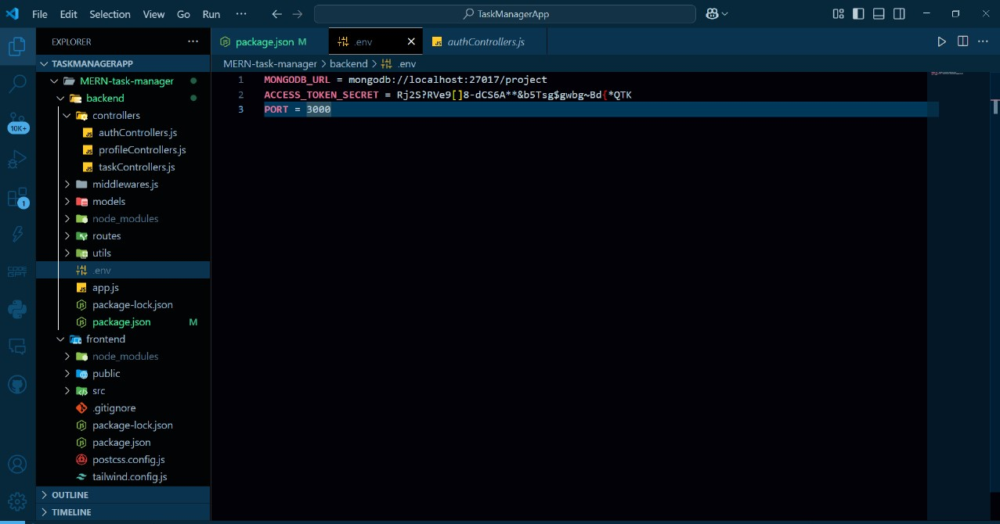 File Edit Selection View Go Run ···
TaskManagerApp
EXPLORER ···
TASKMANAGERAPP
MERN-task-manager
backend
controllers
authControllers.js
profileControllers.js
taskControllers.js
middlewares.js
models
node_modules
routes
utils
.env
app.js
package-lock.json
package.json M
frontend
node_modules
public
src
.gitignore
package-lock.json
package.json
postcss.config.js
tailwind.config.js
OUTLINE
TIMELINE
10K+
1
CODE
GPT
package.json M .env authControllers.js
MERN-task-manager > backend > .env
1 MONGODB_URL = mongodb://localhost:27017/project
2 ACCESS_TOKEN_SECRET = Rj2S?RVe9[]8-dCS6A**&b5Tsg$gwbg~Bd{*QTK
3 PORT = 3000